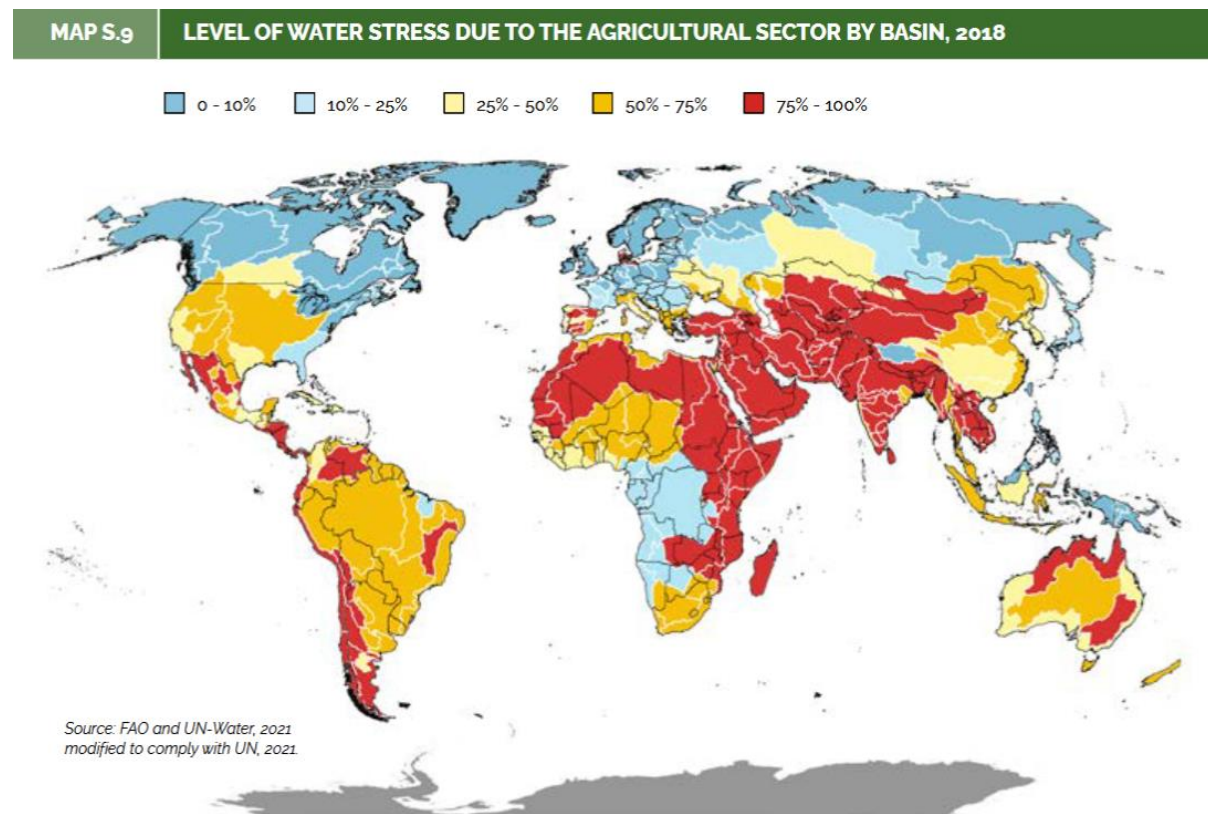 MAP S.9
LEVEL OF WATER STRESS DUE TO THE AGRICULTURAL SECTOR BY BASIN, 2018
0 - 10%
10% - 25%
25% - 50%
50% - 75%
75% - 100%
Source: FAO and UN-Water, 2021
modified to comply with UN, 2021.